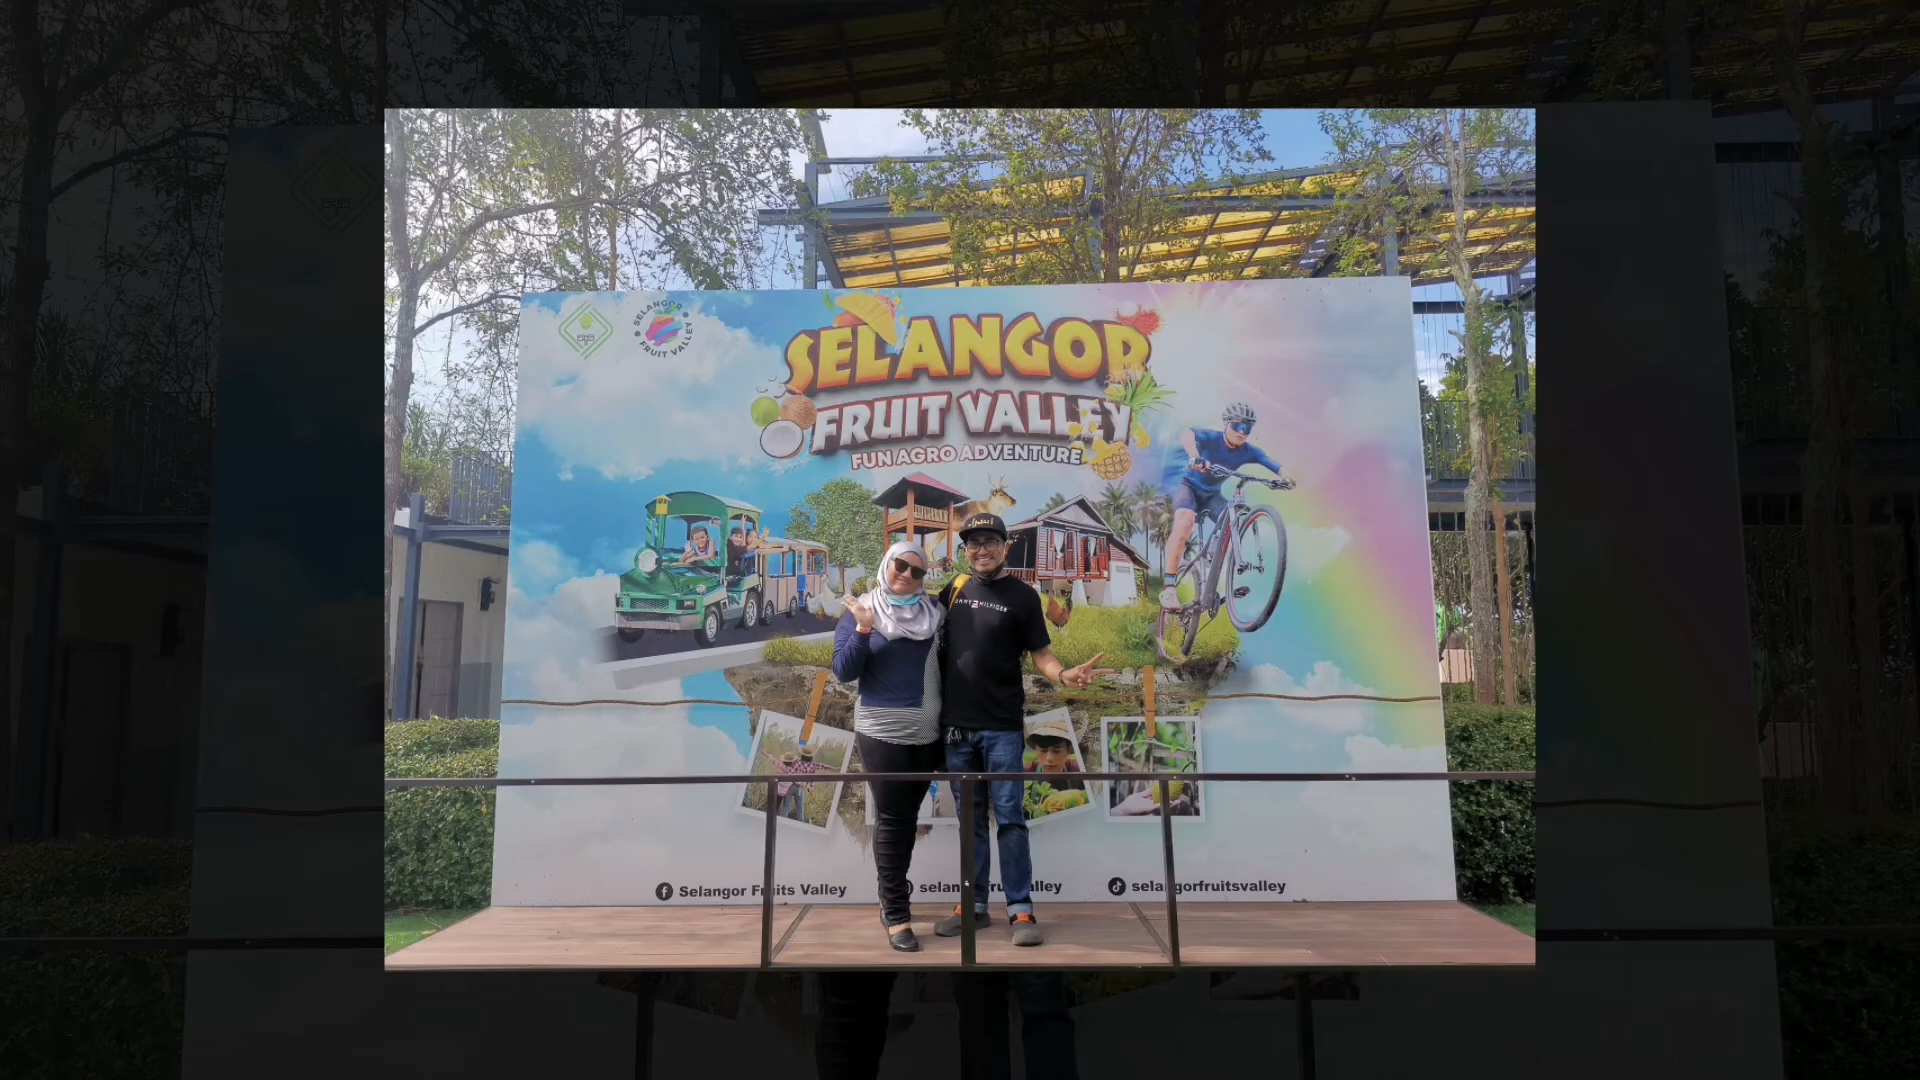 SELANGOR
FRUIT VALLEY
SELANGOR
FRUIT VALLEY
FUN AGRO ADVENTURE
Selangor Fruits Valley
selangorfruitsvalley